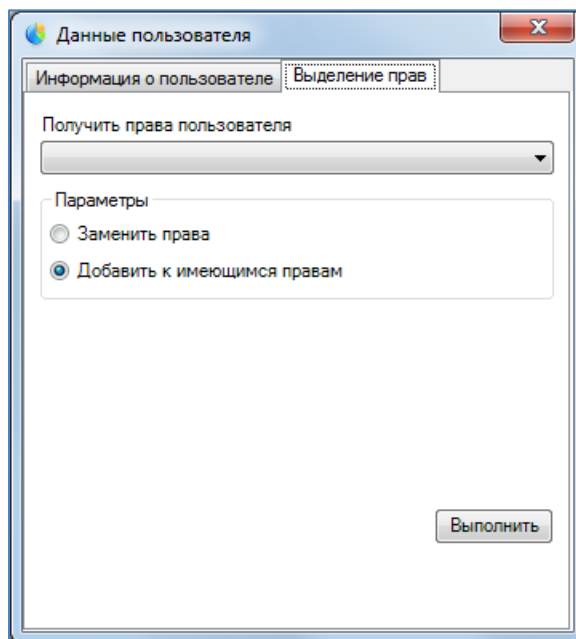 Данные пользователя
Информация о пользователе
Выделение прав
Получить права пользователя
Параметры
Заменить права
Добавить к имеющимся правам
Выполнить